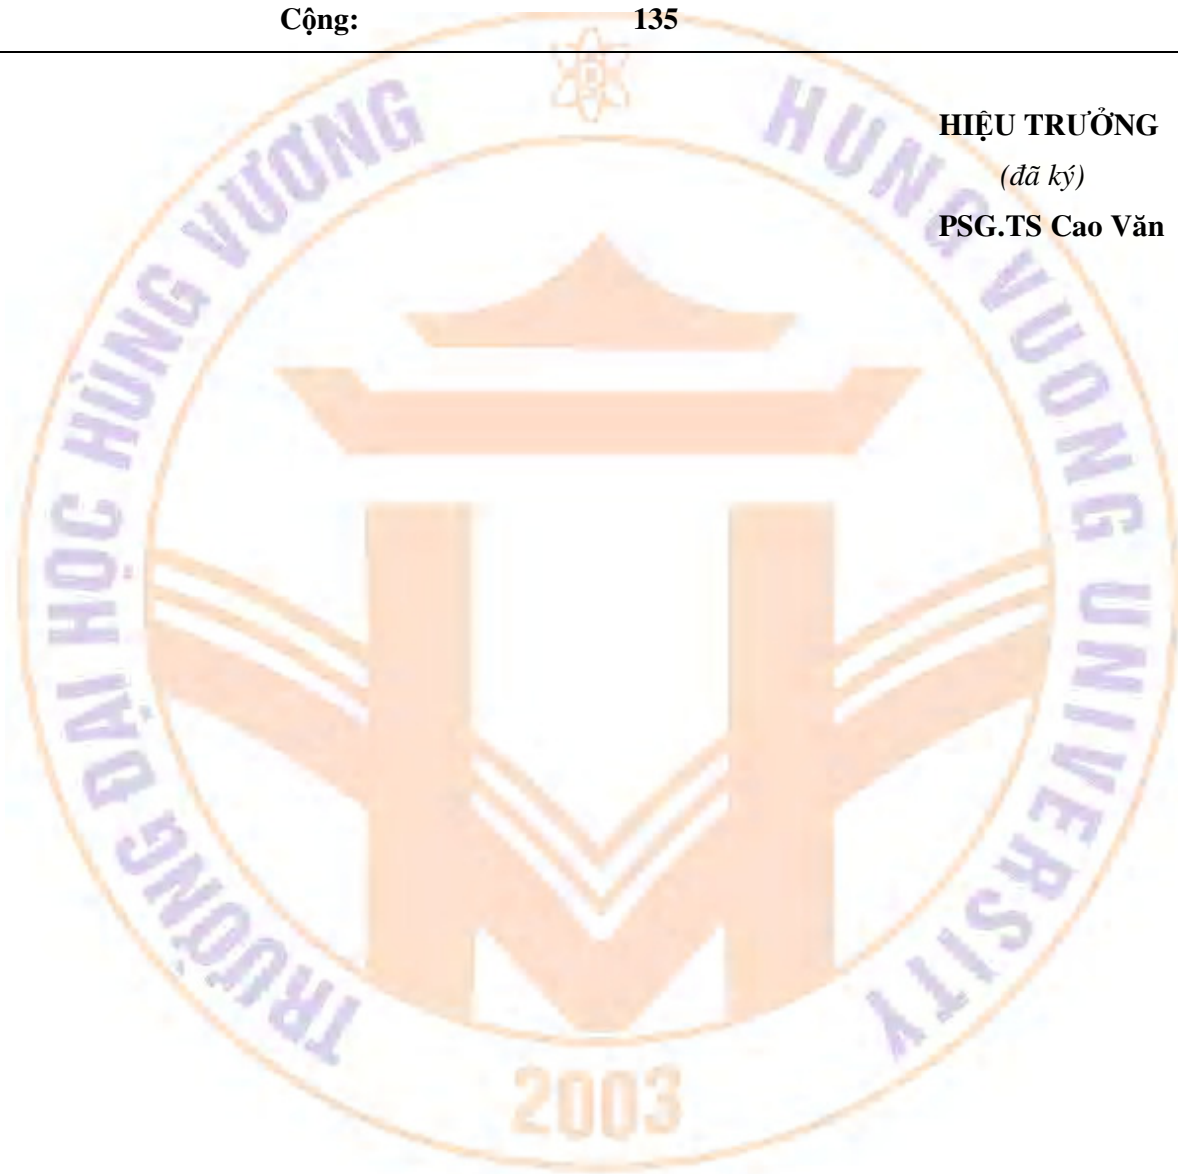 Cộng: 135
HIỆU TRƯỞNG
(đã ký)
PSG.TS Cao Văn
TRƯỜNG ĐẠI HỌC HÙNG VƯƠNG
HUNG VUONG UNIVERSITY
2003